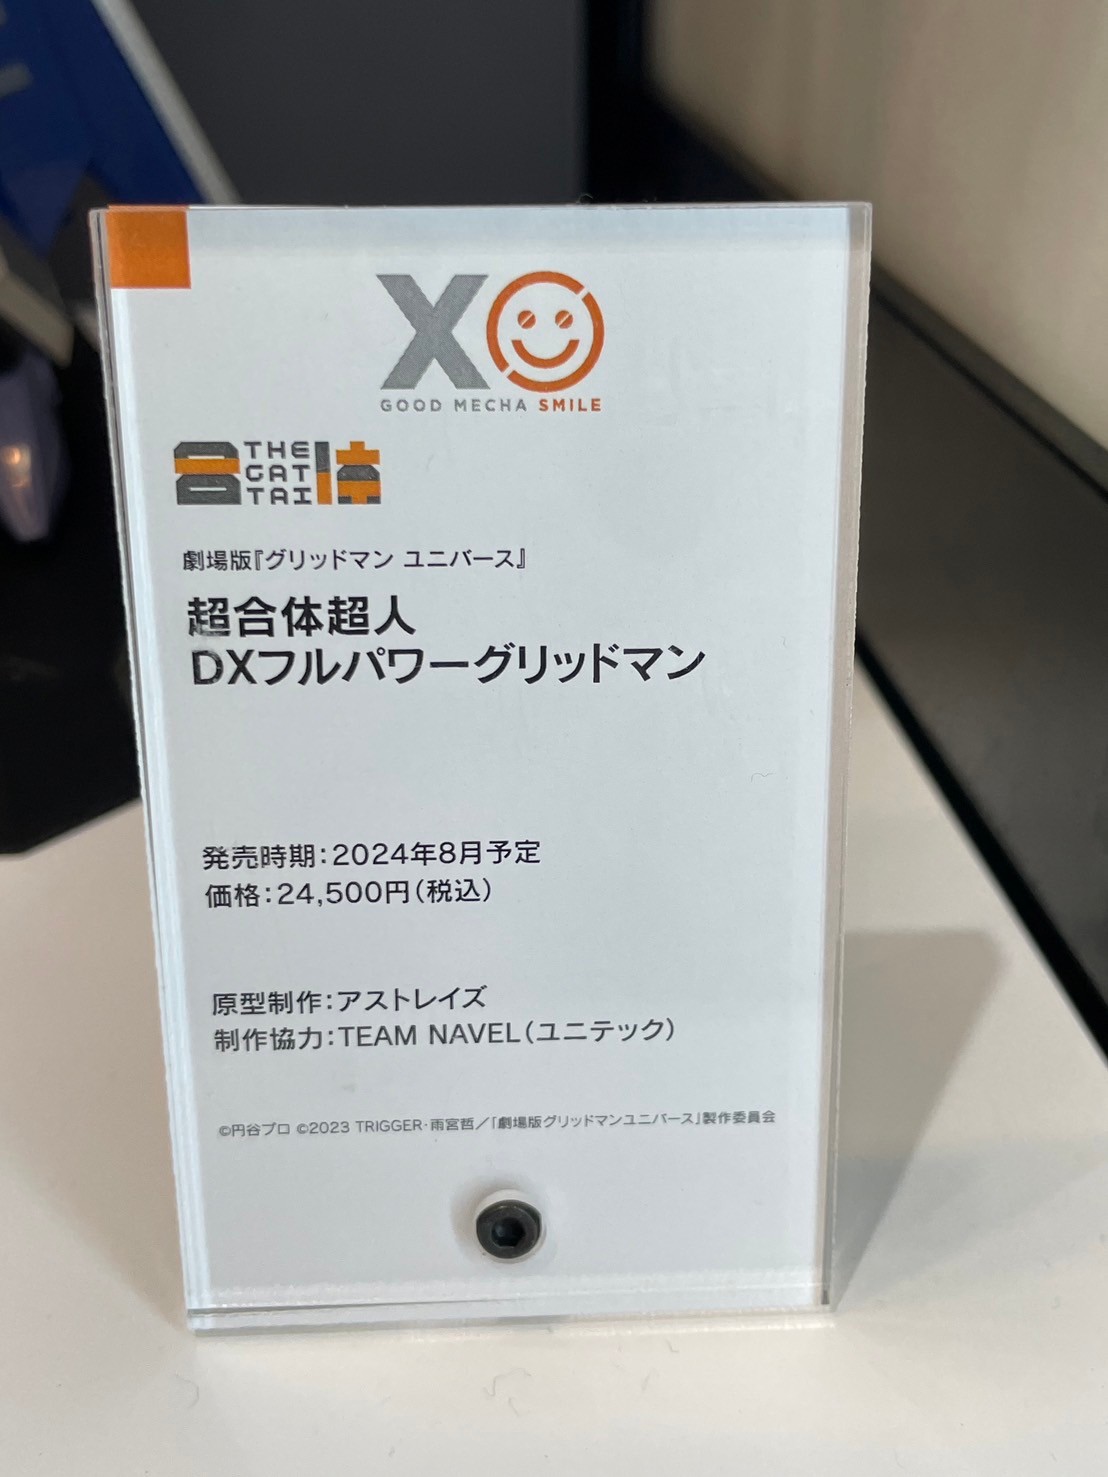 XO
GOOD MECHA SMILE
合 THE GAT TAI 体
劇場版『グリッドマン ユニバース』
超合体超人
DXフルパワーグリッドマン
発売時期:2024年8月予定
価格:24,500円(税込)
原型制作:アストレイズ
制作協力:TEAM NAVEL(ユニテック)
©円谷プロ ©2023 TRIGGER・雨宮哲/「劇場版グリッドマンユニバース」製作委員会